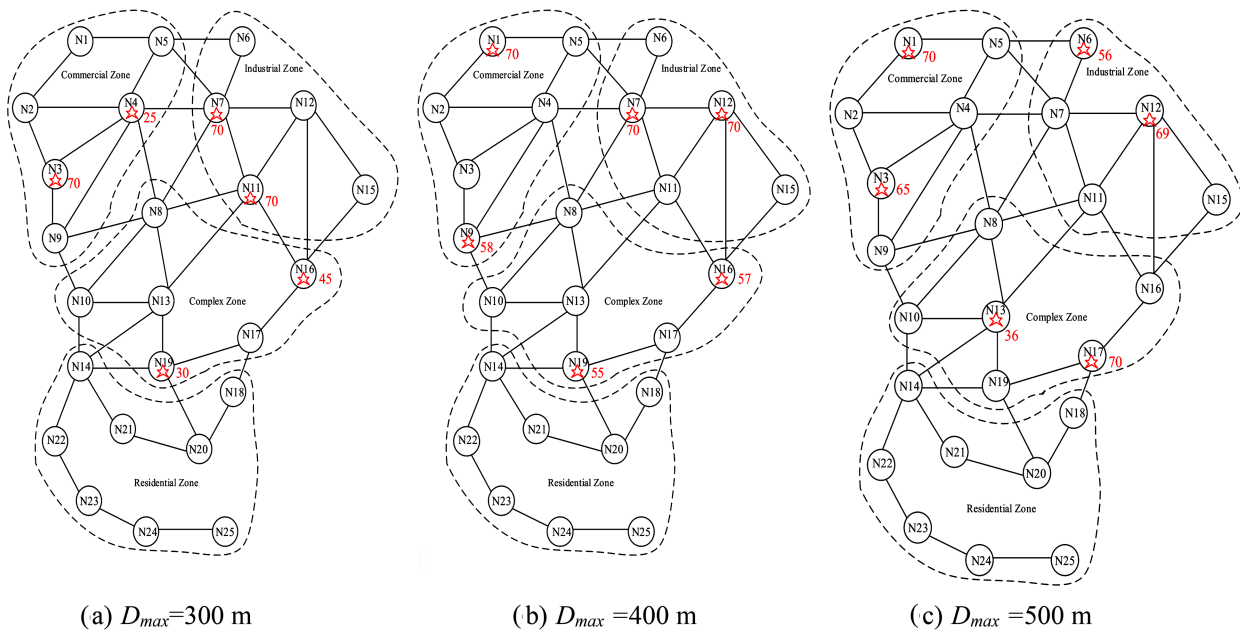 N1
N5
N6
Commercial Zone
Industrial Zone
N2
N4
25
N7
70
N12
N3
70
N11
70
N15
N8
N9
N16
45
N10
N13
Complex Zone
N17
N14
N19
30
N18
N21
N22
N20
Residential Zone
N23
N24
N25
(a) Dmax=300 m
N1
70
N5
N6
Commercial Zone
Industrial Zone
N2
N4
N7
70
N12
70
N3
N11
N15
N8
N9
58
N16
57
N10
N13
Complex Zone
N17
N14
N19
55
N18
N21
N22
N20
Residential Zone
N23
N24
N25
(b) Dmax =400 m
N1
70
N5
N6
56
Commercial Zone
Industrial Zone
N2
N4
N7
N12
69
N3
65
N11
N15
N8
N9
N16
N10
N13
36
Complex Zone
N17
70
N14
N19
N18
N21
N22
N20
Residential Zone
N23
N24
N25
(c) Dmax =500 m